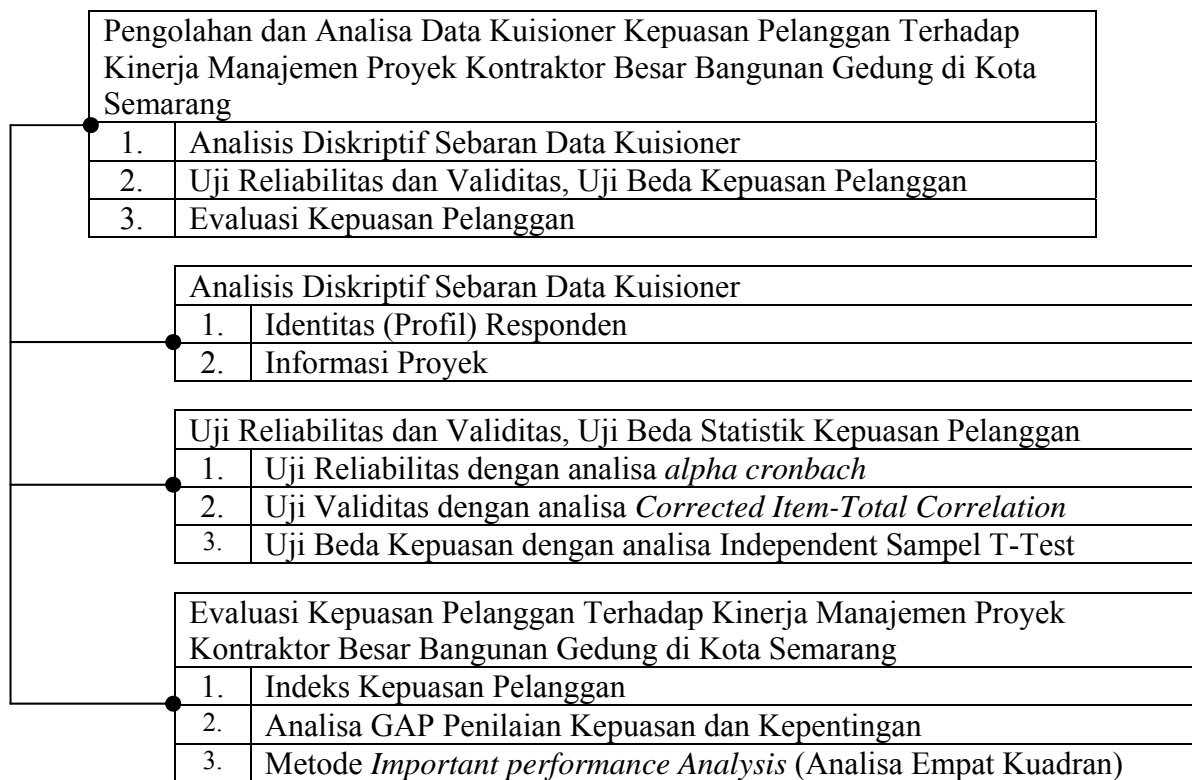 Pengolahan dan Analisa Data Kuisioner Kepuasan Pelanggan Terhadap
Kinerja Manajemen Proyek Kontraktor Besar Bangunan Gedung di Kota
Semarang
1. Analisis Diskriptif Sebaran Data Kuisioner
2. Uji Reliabilitas dan Validitas, Uji Beda Kepuasan Pelanggan
3. Evaluasi Kepuasan Pelanggan
Analisis Diskriptif Sebaran Data Kuisioner
1. Identitas (Profil) Responden
2. Informasi Proyek
Uji Reliabilitas dan Validitas, Uji Beda Statistik Kepuasan Pelanggan
1. Uji Reliabilitas dengan analisa alpha cronbach
2. Uji Validitas dengan analisa Corrected Item-Total Correlation
3. Uji Beda Kepuasan dengan analisa Independent Sampel T-Test
Evaluasi Kepuasan Pelanggan Terhadap Kinerja Manajemen Proyek
Kontraktor Besar Bangunan Gedung di Kota Semarang
1. Indeks Kepuasan Pelanggan
2. Analisa GAP Penilaian Kepuasan dan Kepentingan
3. Metode Important performance Analysis (Analisa Empat Kuadran)